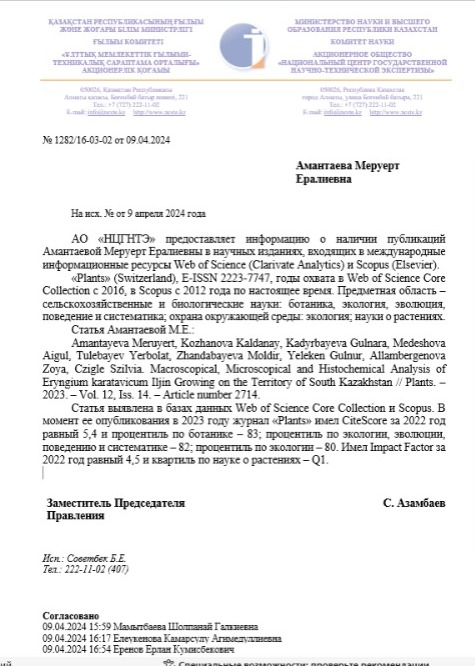 ҚАЗАҚСТАН РЕСПУБЛИКАСЫНЫҢ ҒЫЛЫМ
ЖӘНЕ ЖОҒАРЫ БІЛІМ МИНИСТРЛІГІ
ҒЫЛЫМ КОМИТЕТІ
«ҰЛТТЫҚ МЕМЛЕКЕТТІК ҒЫЛЫМИ-
ТЕХНИКАЛЫҚ САРАПТАМА ОРТАЛЫҒЫ»
АКЦИОНЕРЛІК ҚОҒАМЫ
МИНИСТЕРСТВО НАУКИ И ВЫСШЕГО
ОБРАЗОВАНИЯ РЕСПУБЛИКИ КАЗАХСТАН
КОМИТЕТ НАУКИ
АКЦИОНЕРНОЕ ОБЩЕСТВО
«НАЦИОНАЛЬНЫЙ ЦЕНТР ГОСУДАРСТВЕННОЙ
НАУЧНО-ТЕХНИЧЕСКОЙ ЭКСПЕРТИЗЫ»
050026, Қазақстан Республикасы
Алматы қаласы, Бөгенбай батыр көшесі, 221
Тел.: +7 (727) 222-11-02
E-mail: info@ncste.kz http://www.ncste.kz
050026, Республика Казахстан
город Алматы, улица Богенбай батыра, 221
Тел.: +7 (727) 222-11-02
E-mail: info@ncste.kz http://www.ncste.kz
№ 1282/16-03-02 от 09.04.2024
Амантаева Меруерт
Ералиевна
На исх. № от 9 апреля 2024 года
АО «НЦГНТЭ» предоставляет информацию о наличии публикаций
Амантаевой Меруерт Ералиевны в научных изданиях, входящих в международные
информационные ресурсы Web of Science (Clarivate Analytics) и Scopus (Elsevier).
«Plants» (Switzerland), E-ISSN 2223-7747, годы охвата в Web of Science Core
Collection с 2016, в Scopus с 2012 года по настоящее время. Предметная область –
сельскохозяйственные и биологические науки: ботаника, экология, эволюция,
поведение и систематика; охрана окружающей среды: экология; науки о растениях.
Статья Амантаевой М.Е.:
Amantayeva Meruyert, Kozhanova Kaldanay, Kadyrbayeva Gulnara, Medeshova
Aigul, Tulebayev Yerbolat, Zhandabayeva Moldir, Yeleken Gulnur, Allambergenova
Zoya, Czigle Szilvia. Macroscopical, Microscopical and Histochemical Analysis of
Eryngium karatavicum Iljin Growing on the Territory of South Kazakhstan // Plants. –
2023. – Vol. 12, Iss. 14. – Article number 2714.
Статья выявлена в базах данных Web of Science Core Collection и Scopus. В
момент ее опубликования в 2023 году журнал «Plants» имел CiteScore за 2022 год
равный 5,4 и процентиль по ботанике – 83; процентиль по экологии, эволюции,
поведению и систематике – 82; процентиль по экологии – 80. Имел Impact Factor за
2022 год равный 4,5 и квартиль по науке о растениях – Q1.
Заместитель Председателя
Правления
С. Азамбаев
Исп.: Советбек Б.Е.
Тел.: 222-11-02 (407)
Согласовано
09.04.2024 15:59 Мамытбаева Шолпанай Галкиевна
09.04.2024 16:17 Елеукенова Камарсулу Агимедуллиевна
09.04.2024 16:54 Еренов Ерлан Кумисбекович
Специальные возможности: проверьте рекомендации